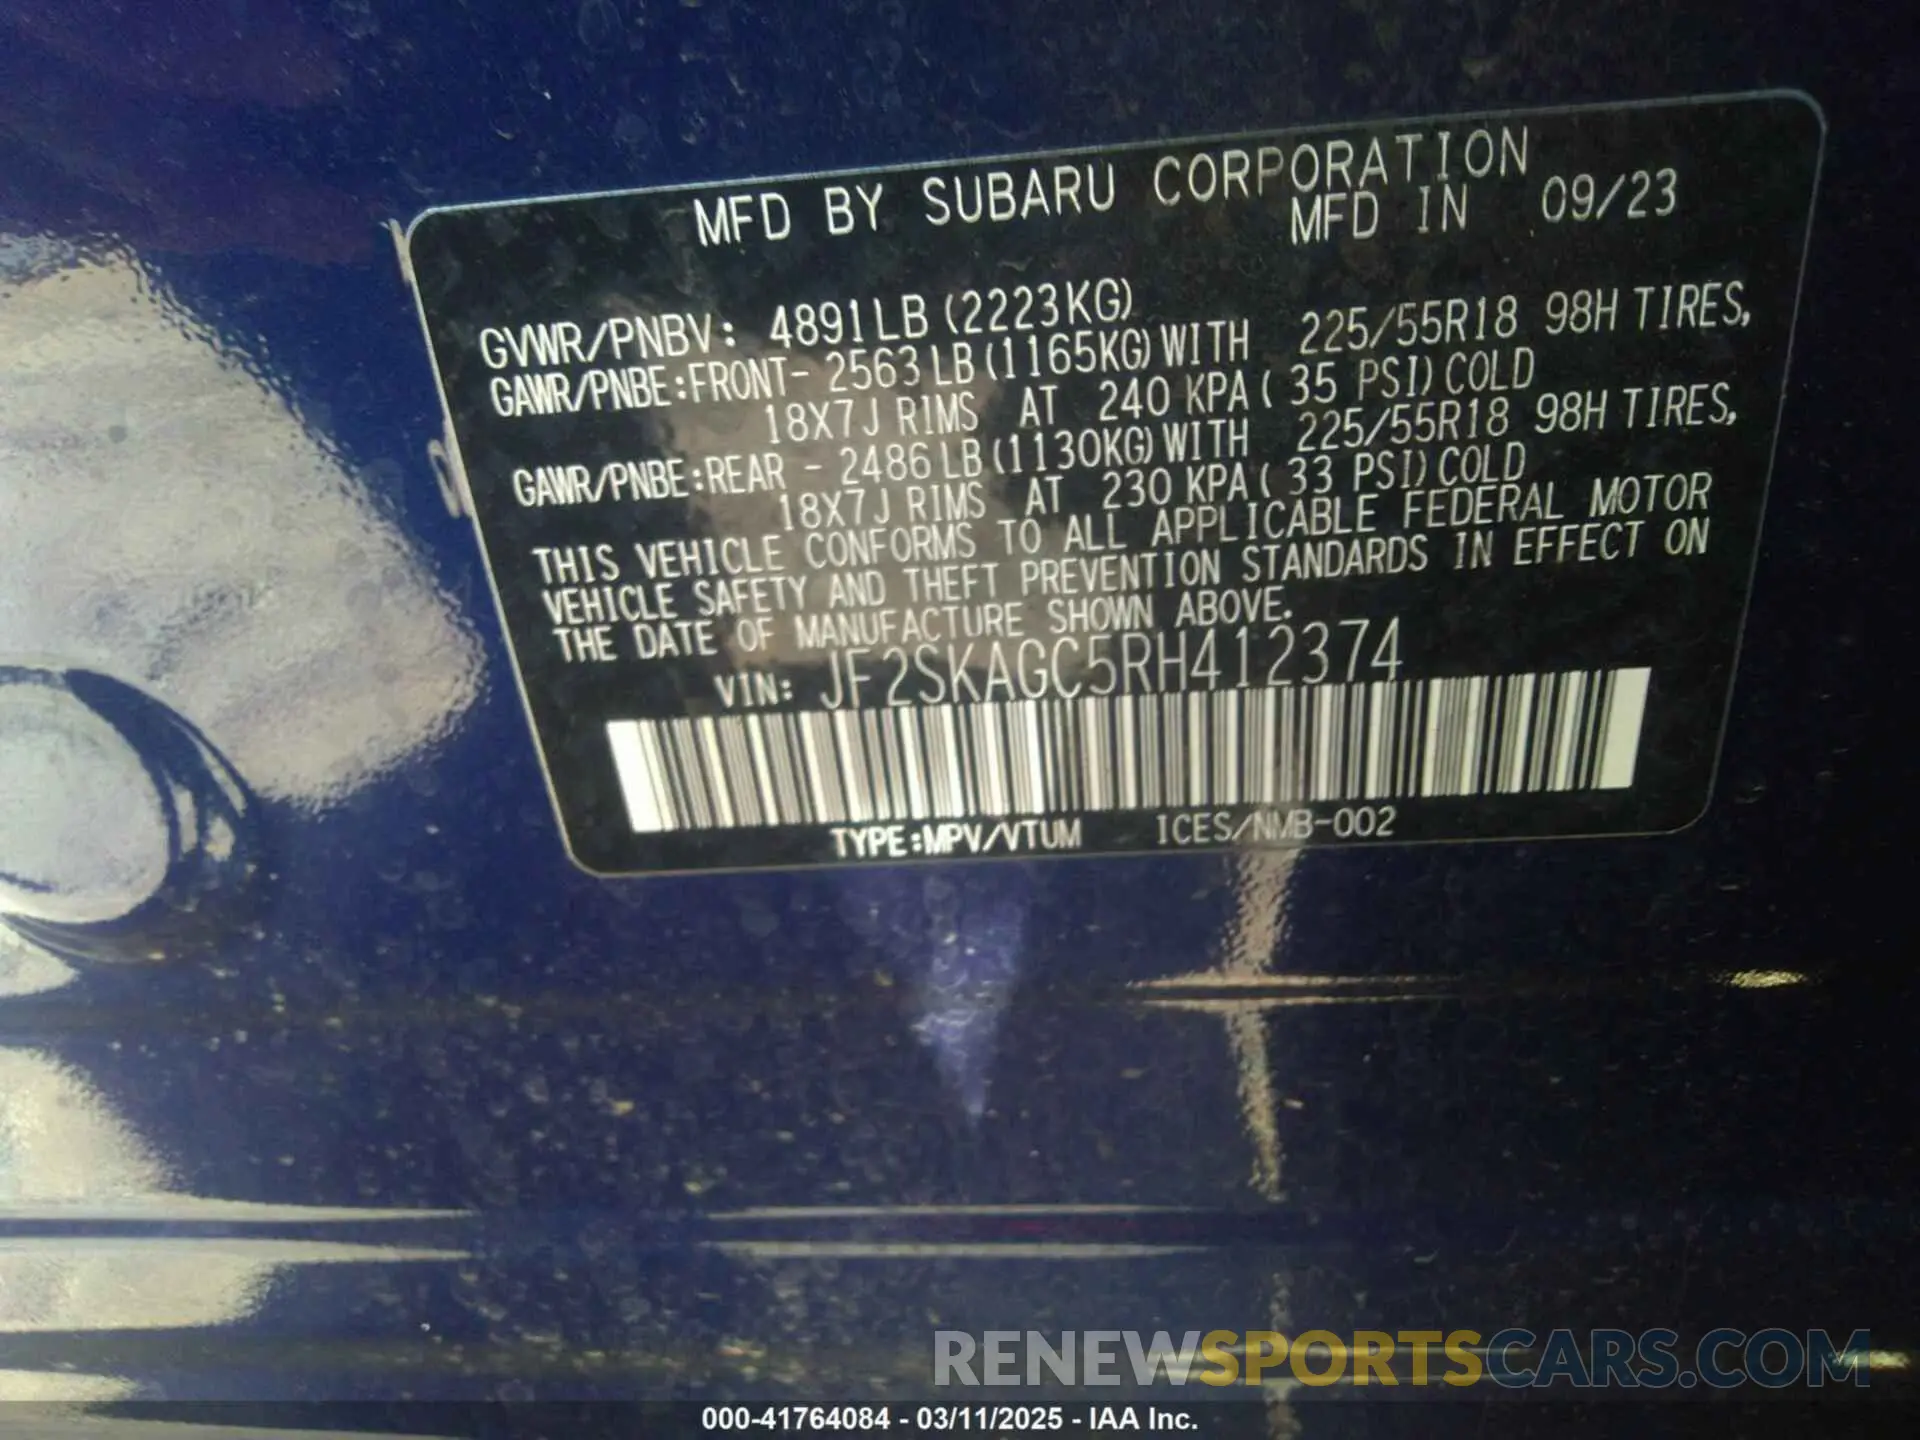 MFD BY SUBARU CORPORATION
MFD IN 09/23
GVWR/PNBV: 4891LB (2223KG)
GAWR/PNBE:FRONT- 2563 LB (1165KG) WITH 225/55R18 98H TIRES,
18X7J RIMS AT 240 KPA ( 35 PSI) COLD
GAWR/PNBE:REAR - 2486 LB (1130KG) WITH 225/55R18 98H TIRES,
18X7J RIMS AT 230 KPA ( 33 PSI) COLD
THIS VEHICLE CONFORMS TO ALL APPLICABLE FEDERAL MOTOR
VEHICLE SAFETY AND THEFT PREVENTION STANDARDS IN EFFECT ON
THE DATE OF MANUFACTURE SHOWN ABOVE.
VIN: JF2SKAGC5RH412374
TYPE:MPV/VTUM ICES/NMB-002
RENEWSPORTSCARS.COM
000-41764084 - 03/11/2025 - IAA Inc.